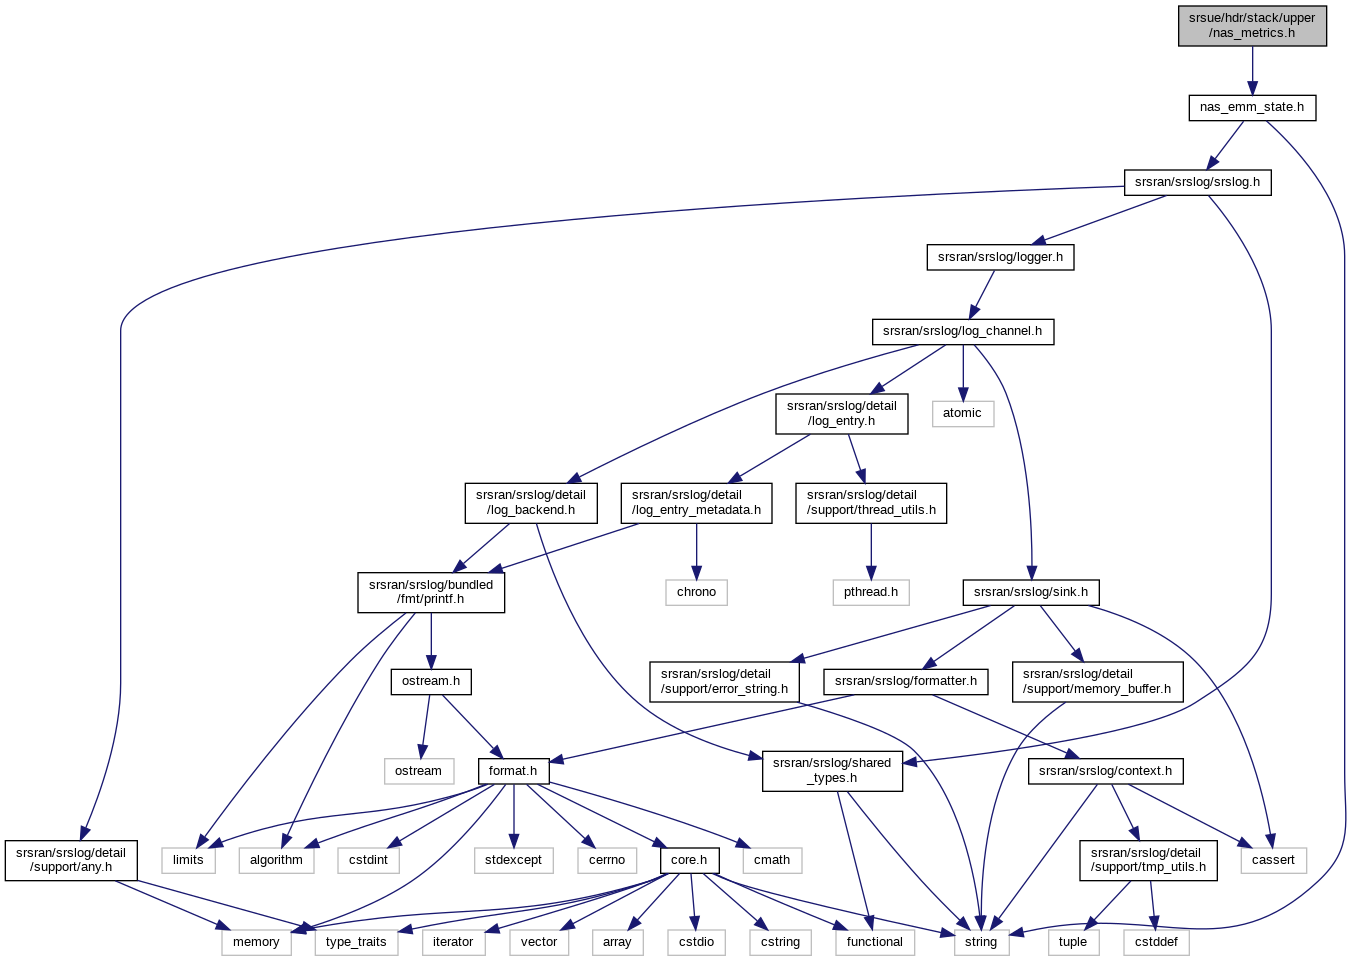 srsue/hdr/stack/upper
/nas_metrics.h
nas_emm_state.h
srsran/srslog/srslog.h
srsran/srslog/logger.h
srsran/srslog/log_channel.h
srsran/srslog/detail
/log_entry.h
atomic
srsran/srslog/detail
/log_backend.h
srsran/srslog/detail
/log_entry_metadata.h
srsran/srslog/detail
/support/thread_utils.h
srsran/srslog/bundled
/fmt/printf.h
chrono
pthread.h
srsran/srslog/sink.h
ostream.h
srsran/srslog/detail
/support/error_string.h
srsran/srslog/formatter.h
srsran/srslog/detail
/support/memory_buffer.h
ostream
format.h
srsran/srslog/shared
_types.h
srsran/srslog/context.h
srsran/srslog/detail
/support/any.h
limits
algorithm
cstdint
stdexcept
cerrno
core.h
cmath
srsran/srslog/detail
/support/tmp_utils.h
cassert
memory
type_traits
iterator
vector
array
cstdio
cstring
functional
string
tuple
cstddef